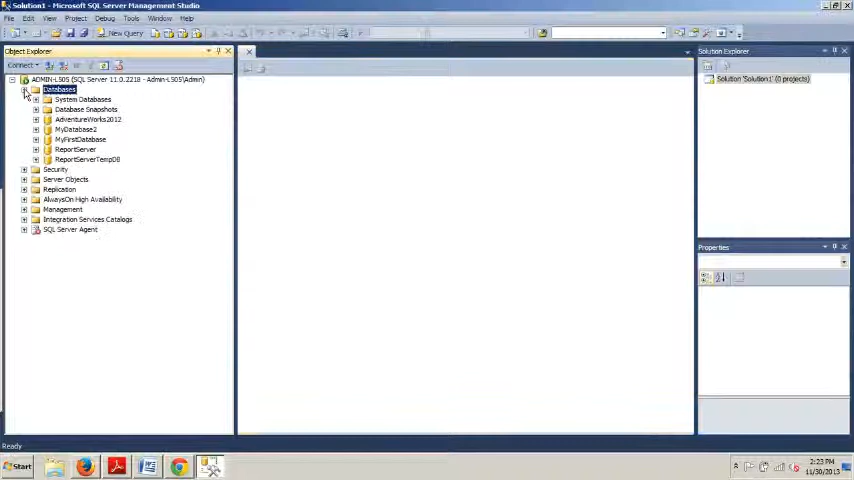 Solution1 - Microsoft SQL Server Management Studio
File Edit View Project Debug Tools Window Help
New Query
Object Explorer
Connect
ADMIN-L505 (SQL Server 11.0.2218 - Admin-L505\Admin)
Databases
System Databases
Database Snapshots
AdventureWorks2012
MyDatabase2
MyFirstDatabase
ReportServer
ReportServerTempDB
Security
Server Objects
Replication
AlwaysOn High Availability
Management
Integration Services Catalogs
SQL Server Agent
Solution Explorer
Solution 'Solution1' (0 projects)
Properties
Ready
Start
2:23 PM
11/30/2013